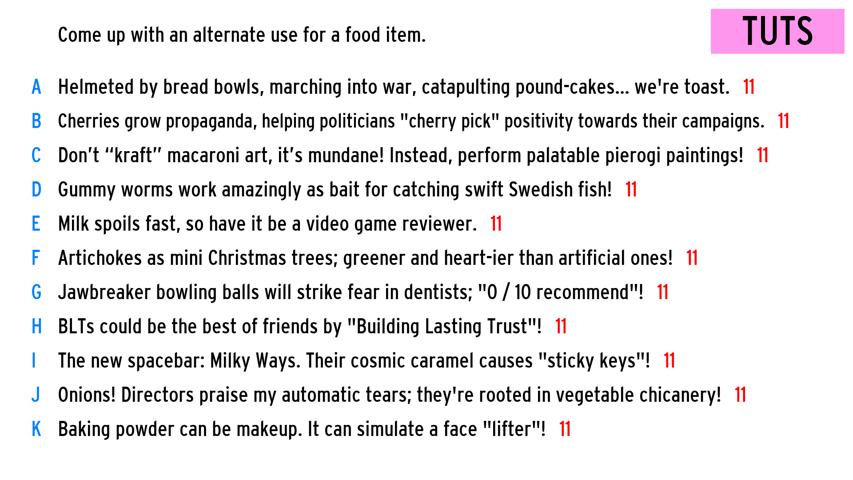 Come up with an alternate use for a food item.
TUTS
A Helmeted by bread bowls, marching into war, catapulting pound-cakes... we're toast. 11
B Cherries grow propaganda, helping politicians "cherry pick" positivity towards their campaigns. 11
C Don’t “kraft” macaroni art, it’s mundane! Instead, perform palatable pierogi paintings! 11
D Gummy worms work amazingly as bait for catching swift Swedish fish! 11
E Milk spoils fast, so have it be a video game reviewer. 11
F Artichokes as mini Christmas trees; greener and heart-ier than artificial ones! 11
G Jawbreaker bowling balls will strike fear in dentists; "0 / 10 recommend"! 11
H BLTs could be the best of friends by "Building Lasting Trust"! 11
I The new spacebar: Milky Ways. Their cosmic caramel causes "sticky keys"! 11
J Onions! Directors praise my automatic tears; they're rooted in vegetable chicanery! 11
K Baking powder can be makeup. It can simulate a face "lifter"! 11